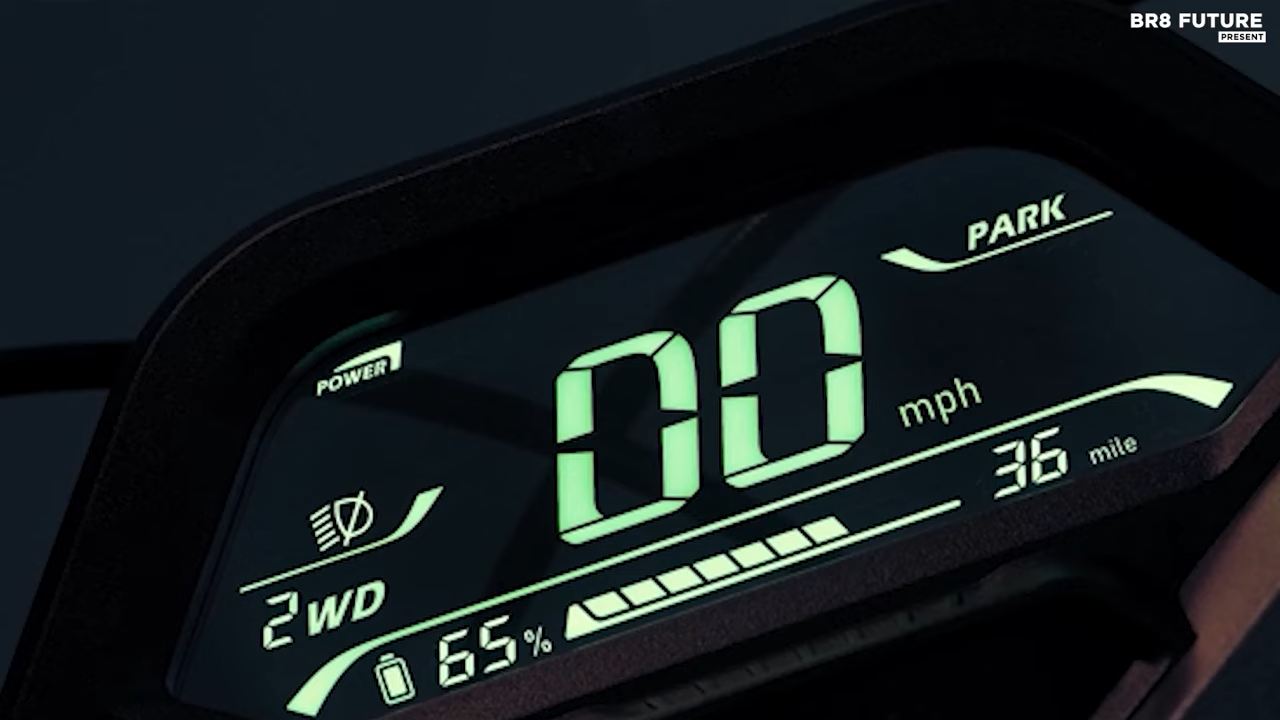 BR8 FUTURE
PRESENT
PARK
POWER
00 mph
36 mile
2WD
65%